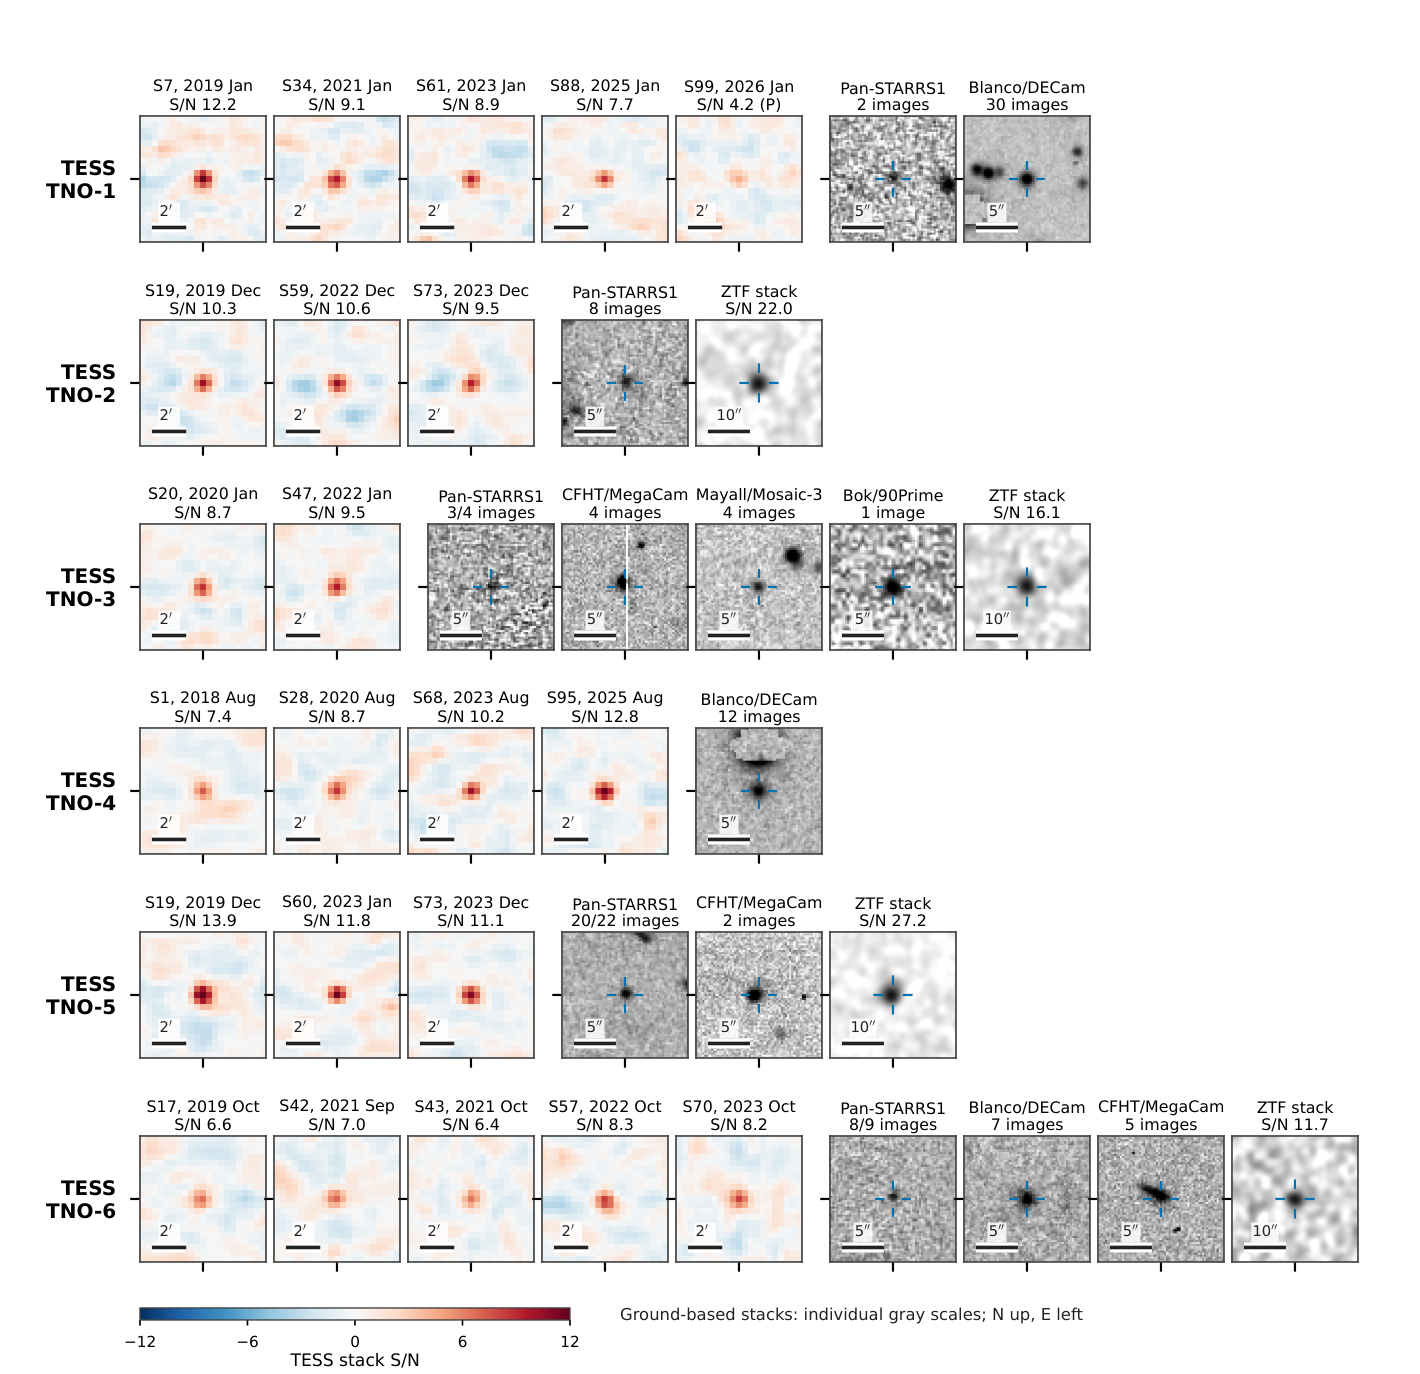 S7, 2019 Jan
S/N 12.2
S34, 2021 Jan
S/N 9.1
S61, 2023 Jan
S/N 8.9
S88, 2025 Jan
S/N 7.7
S99, 2026 Jan
S/N 4.2 (P)
Pan-STARRS1
2 images
Blanco/DECam
30 images
TESS
TNO-1
2′
2′
2′
2′
2′
5″
5″
S19, 2019 Dec
S/N 10.3
S59, 2022 Dec
S/N 10.6
S73, 2023 Dec
S/N 9.5
Pan-STARRS1
8 images
ZTF stack
S/N 22.0
TESS
TNO-2
2′
2′
2′
5″
10″
S20, 2020 Jan
S/N 8.7
S47, 2022 Jan
S/N 9.5
Pan-STARRS1
3/4 images
CFHT/MegaCam
4 images
Mayall/Mosaic-3
4 images
Bok/90Prime
1 image
ZTF stack
S/N 16.1
TESS
TNO-3
2′
2′
5″
5″
5″
5″
10″
S1, 2018 Aug
S/N 7.4
S28, 2020 Aug
S/N 8.7
S68, 2023 Aug
S/N 10.2
S95, 2025 Aug
S/N 12.8
Blanco/DECam
12 images
TESS
TNO-4
2′
2′
2′
2′
5″
S19, 2019 Dec
S/N 13.9
S60, 2023 Jan
S/N 11.8
S73, 2023 Dec
S/N 11.1
Pan-STARRS1
20/22 images
CFHT/MegaCam
2 images
ZTF stack
S/N 27.2
TESS
TNO-5
2′
2′
2′
5″
5″
10″
S17, 2019 Oct
S/N 6.6
S42, 2021 Sep
S/N 7.0
S43, 2021 Oct
S/N 6.4
S57, 2022 Oct
S/N 8.3
S70, 2023 Oct
S/N 8.2
Pan-STARRS1
8/9 images
Blanco/DECam
7 images
CFHT/MegaCam
5 images
ZTF stack
S/N 11.7
TESS
TNO-6
2′
2′
2′
2′
2′
5″
5″
5″
10″
Ground-based stacks: individual gray scales; N up, E left
−12 −6 0 6 12
TESS stack S/N